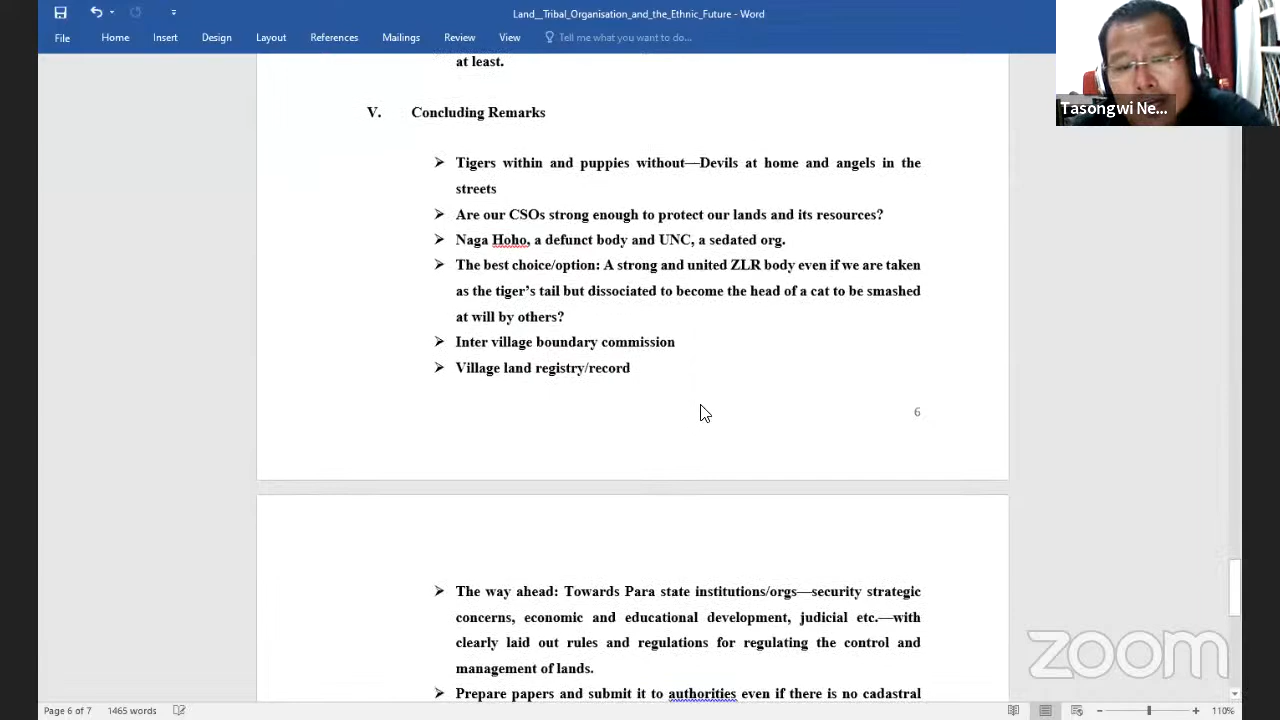 Land__Tribal_Organisation_and_the_Ethnic_Future - Word
File Home Insert Design Layout References Mailings Review View Tell me what you want to do...
Tasongwi Ne...
at least.
V. Concluding Remarks
➢ Tigers within and puppies without—Devils at home and angels in the
streets
➢ Are our CSOs strong enough to protect our lands and its resources?
➢ Naga Hoho, a defunct body and UNC, a sedated org.
➢ The best choice/option: A strong and united ZLR body even if we are taken
as the tiger's tail but dissociated to become the head of a cat to be smashed
at will by others?
➢ Inter village boundary commission
➢ Village land registry/record
6
➢ The way ahead: Towards Para state institutions/orgs—security strategic
concerns, economic and educational development, judicial etc.—with
clearly laid out rules and regulations for regulating the control and
management of lands.
➢ Prepare papers and submit it to authorities even if there is no cadastral
zoom
Page 6 of 7 1465 words 110%